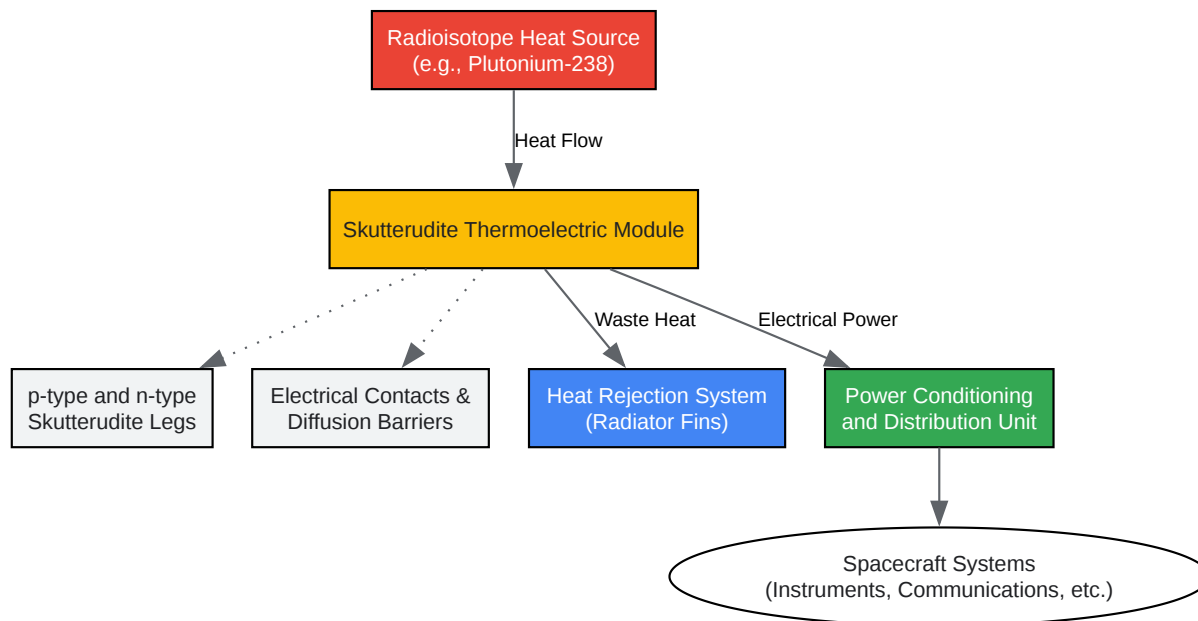 Radioisotope Heat Source
(e.g., Plutonium-238)
Heat Flow
Skutterudite Thermoelectric Module
Waste Heat
Electrical Power
p-type and n-type
Skutterudite Legs
Electrical Contacts &
Diffusion Barriers
Heat Rejection System
(Radiator Fins)
Power Conditioning
and Distribution Unit
Spacecraft Systems
(Instruments, Communications, etc.)